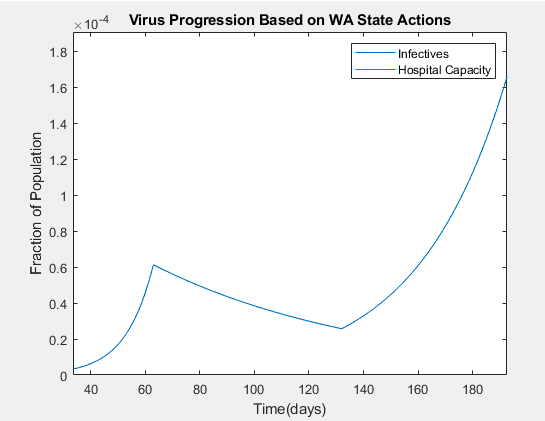 Virus Progression Based on WA State Actions
×10⁻⁴
Infectives
Hospital Capacity
1.8
1.6
1.4
1.2
1
0.8
0.6
0.4
0.2
0
Fraction of Population
40 60 80 100 120 140 160 180
Time(days)